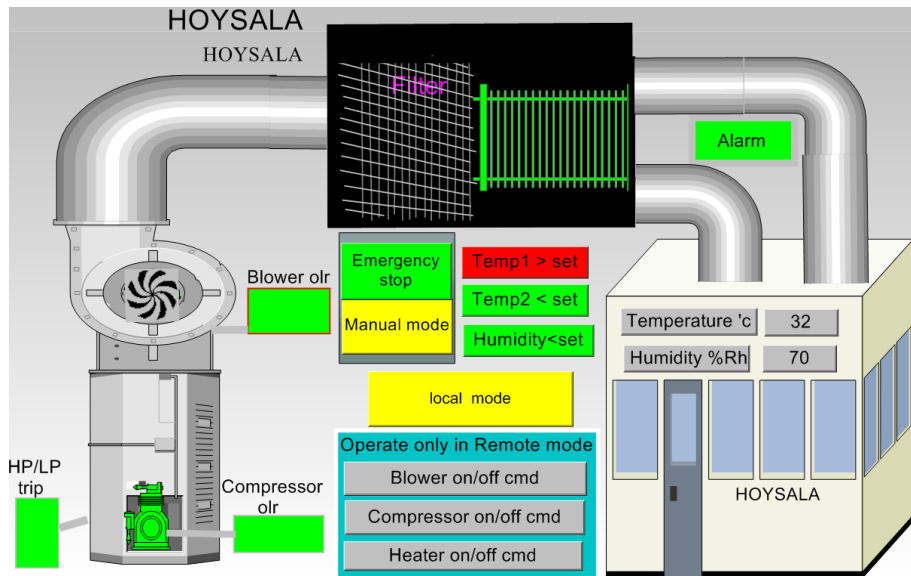 HOYSALA
HOYSALA
Filter
Alarm
Emergency
stop
Manual mode
Temp1 > set
Temp2 < set
Humidity<set
Blower olr
Temperature 'c
32
Humidity %Rh
70
local mode
Operate only in Remote mode
Blower on/off cmd
Compressor on/off cmd
Heater on/off cmd
HP/LP
trip
Compressor
olr
HOYSALA